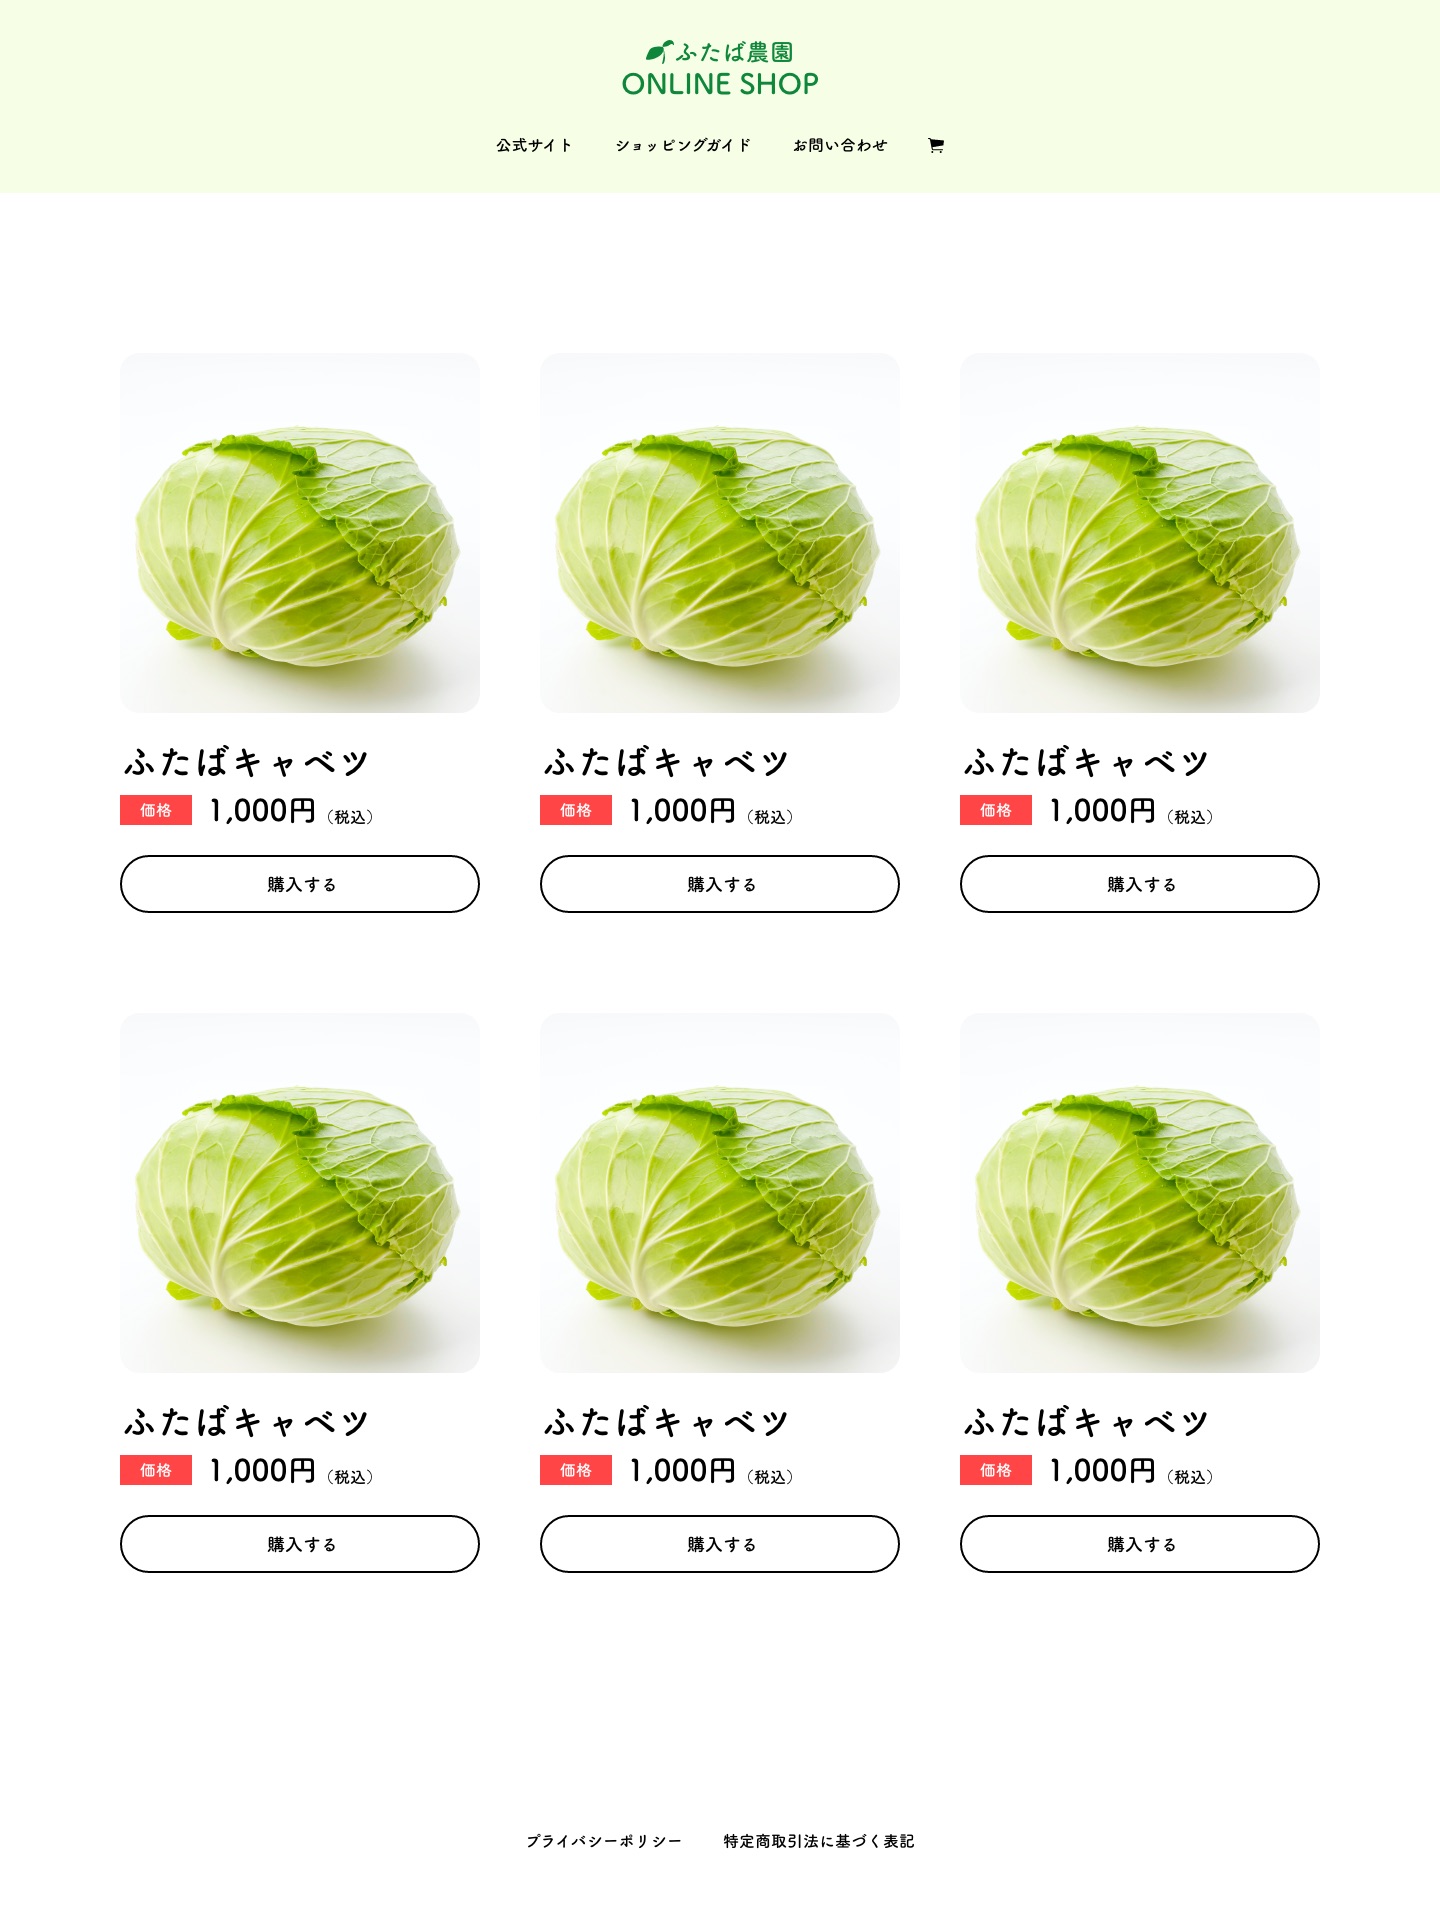 ふたば農園
ONLINE SHOP
公式サイト ショッピングガイド お問い合わせ
ふたばキャベツ ふたばキャベツ ふたばキャベツ
価格 1,000円（税込） 価格 1,000円（税込） 価格 1,000円（税込）
購入する 購入する 購入する
ふたばキャベツ ふたばキャベツ ふたばキャベツ
価格 1,000円（税込） 価格 1,000円（税込） 価格 1,000円（税込）
購入する 購入する 購入する
プライバシーポリシー 特定商取引法に基づく表記